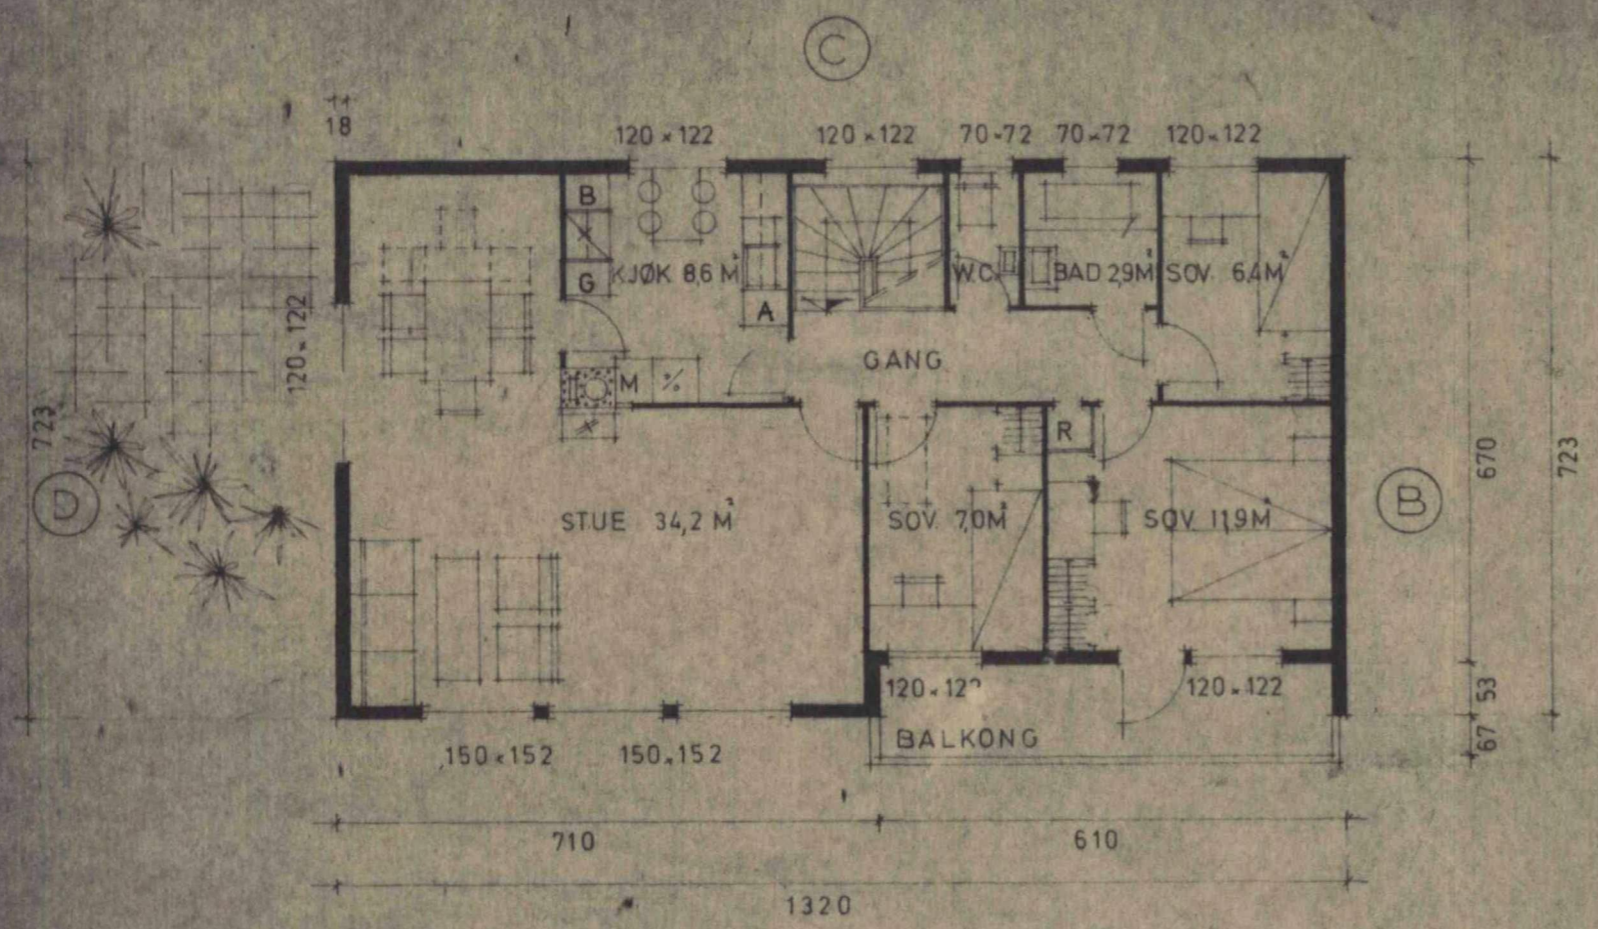 C
18
120 × 122 120 × 122 70×72 70×72 120×122
B
KJØK 8,6 M² W.C. BAD 2,9 M² SOV. 6,4 M²
G
A
120×122
GANG
M %
723
R
670
723
D
STUE 34,2 M² SOV. 7,0 M² SOV. 11,9 M²
B
120×122 120×122
53
BALKONG
67
150×152 150×152
710 610
1320